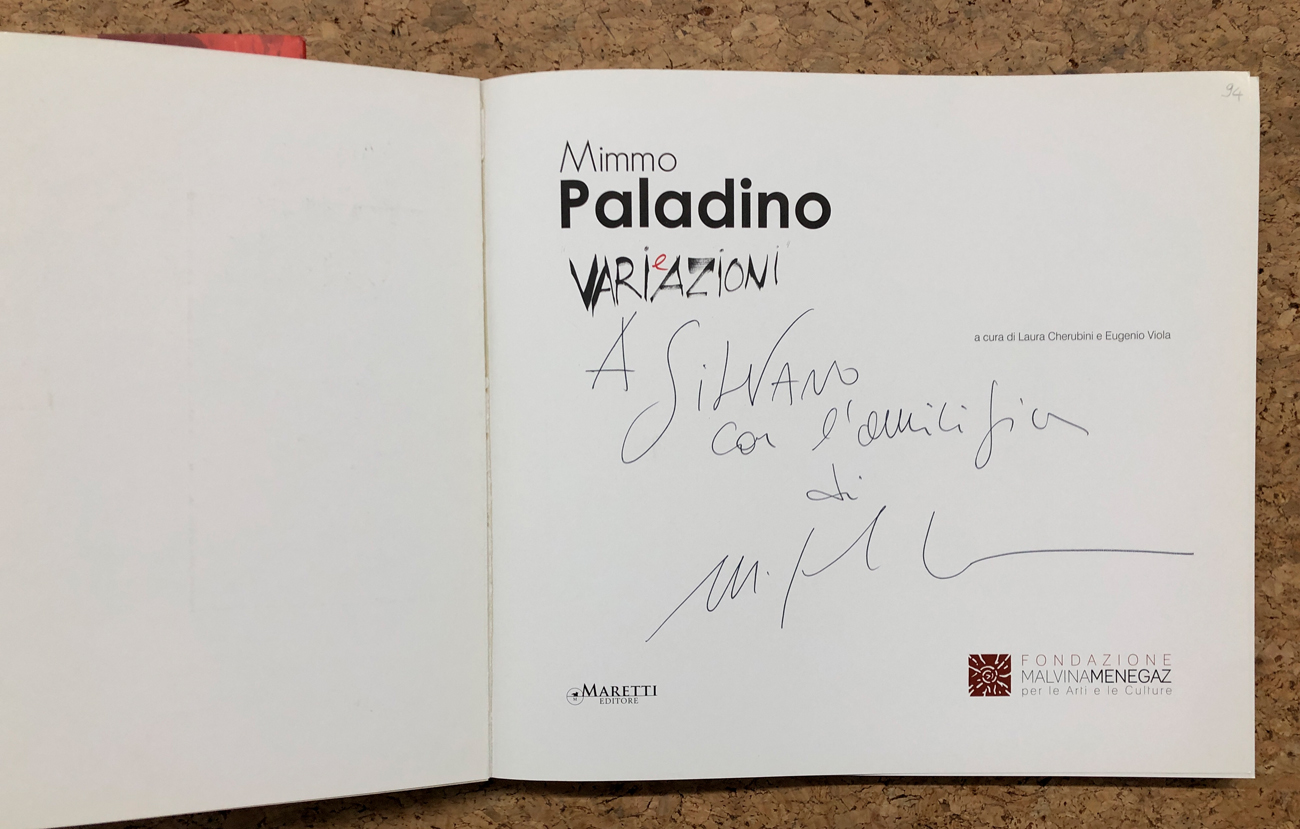 94
Mimmo
Paladino
VARIeAZIONI
a cura di Laura Cherubini e Eugenio Viola
A SILVANO
con l'amicizia
di
M.
MARETTI
EDITORE
FONDAZIONE
MALVINAMENEGAZ
per le Arti e le Culture